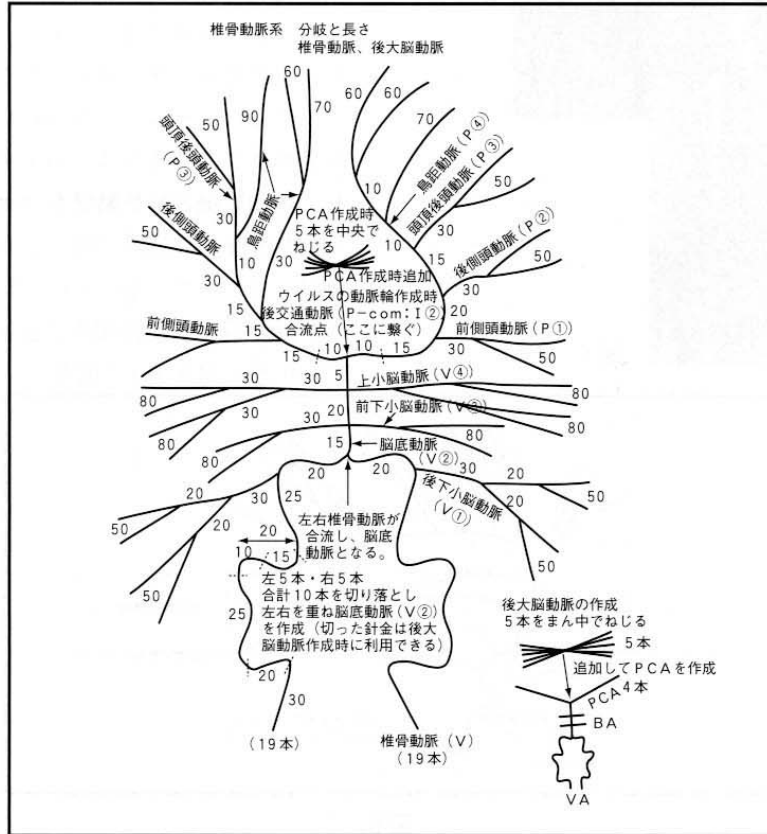 椎骨動脈系 分岐と長さ
椎骨動脈、後大脳動脈
60
60
70
60
90
50
70
50
頭頂後頭動脈
(P③)
鳥距動脈(P④)
頭頂後頭動脈(P③)
50
後側頭動脈
50
30
鳥距動脈
10
PCA作成時
5本を中央で
ねじる
10
30
15
後側頭動脈(P②)
50
30
10
30
PCA作成時追加
30
20
ウイルスの動脈輪作成時
後交通動脈(P-com:I②)
合流点(ここに繋ぐ)
15
前側頭動脈
15
15
10
10
15
30
前側頭動脈(P①)
50
50
30
30
5
上小脳動脈(V④)
80
80
30
30
20
前下小脳動脈(V③)
80
80
80
80
15
脳底動脈
(V②)
20
20
30
20
後下小脳動脈
(V①)
20
50
50
20
30
25
50
20
50
左右椎骨動脈が
合流し、脳底
動脈となる。
20
10
15
25
左5本・右5本
合計10本を切り落とし
左右を重ね脳底動脈(V②)
を作成(切った針金は後大
脳動脈作成時に利用できる)
20
30
(19本)
椎骨動脈(V)
(19本)
後大脳動脈の作成
5本をまん中でねじる
5本
追加してPCAを作成
PCA
4本
BA
VA